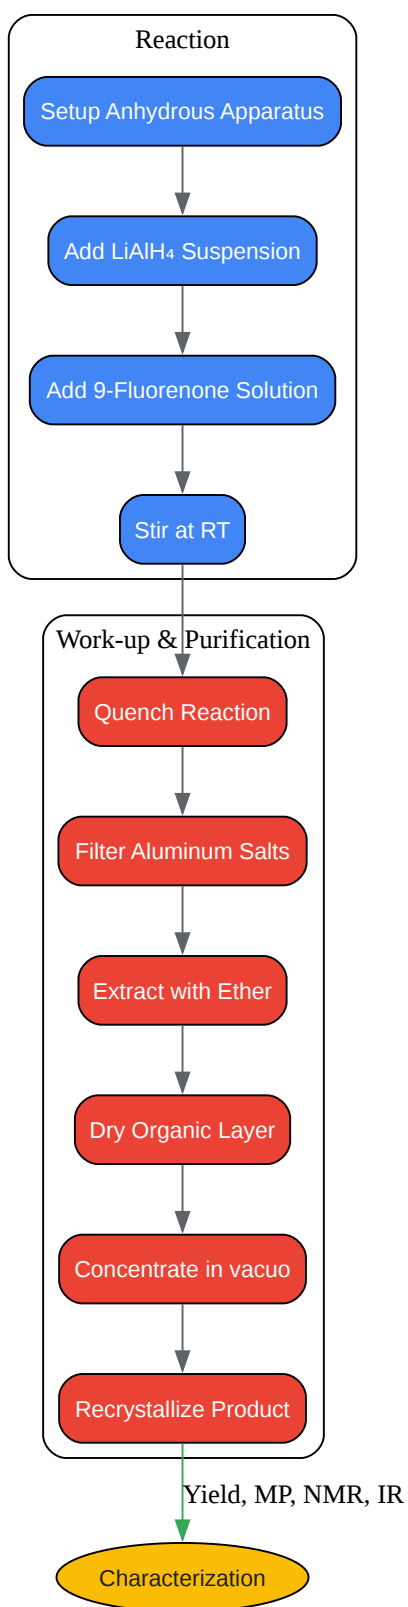 Reaction
Setup Anhydrous Apparatus
Add LiAlH₄ Suspension
Add 9-Fluorenone Solution
Stir at RT
Work-up & Purification
Quench Reaction
Filter Aluminum Salts
Extract with Ether
Dry Organic Layer
Concentrate in vacuo
Recrystallize Product
Yield, MP, NMR, IR
Characterization